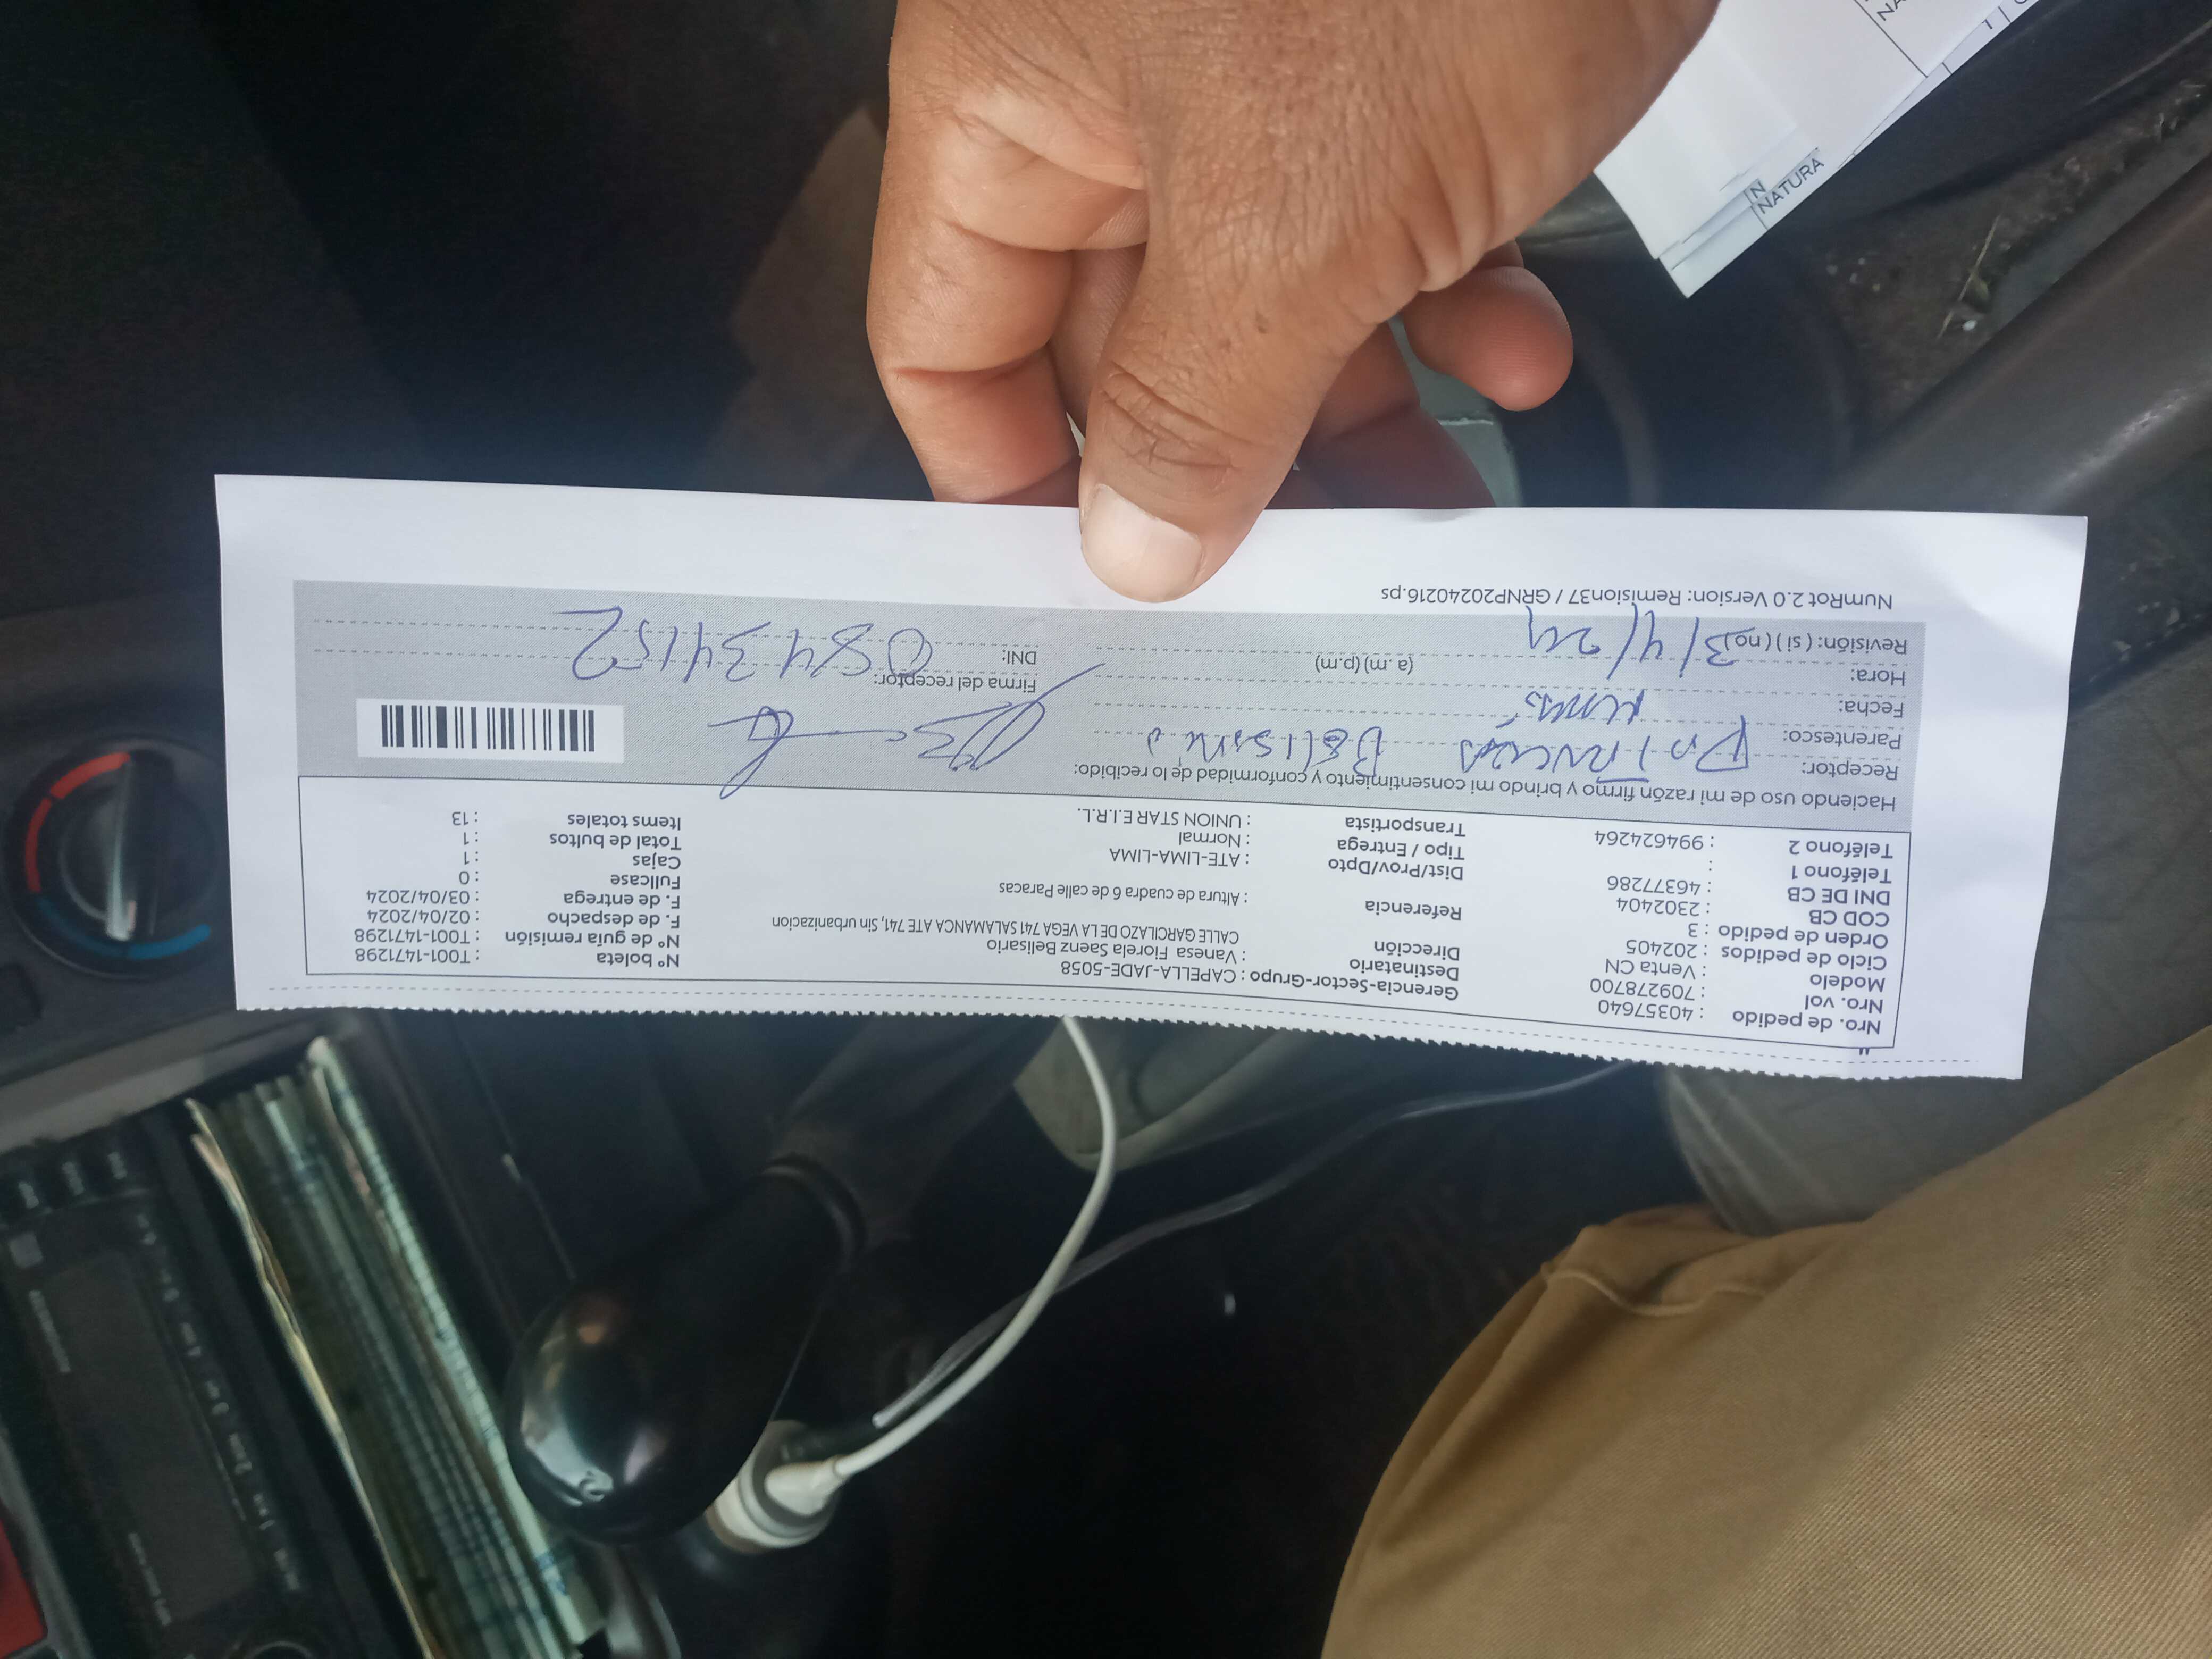 Nro. de pedido : 40357640
Nro. vol : 709278700
Modelo : Venta CN
Ciclo de pedidos : 202405
Orden de pedido : 3
COD CB : 2302404
DNI DE CB : 46377286
Teléfono 1 :
Teléfono 2 : 994624264
Gerencia-Sector-Grupo : CAPELLA-JADE-5058
Destinatario : Vanesa Fiorela Saenz Belisario
Dirección CALLE GARCILAZO DE LA VEGA 741 SALAMANCA ATE 741, Sin urbanizacion
Referencia : Altura de cuadra 6 de calle Paracas
Dist/Prov/Dpto : ATE-LIMA-LIMA
Tipo / Entrega : Normal
Transportista : UNION STAR E.I.R.L.
N° boleta : T001-1471298
N° de guía remisión : T001-1471298
F. de despacho : 02/04/2024
F. de entrega : 03/04/2024
Fullcase : 0
Cajas : 1
Total de bultos : 1
Items totales : 13
Haciendo uso de mi razón firmo y brindo mi consentimiento y conformidad de lo recibido:
Receptor:
Parentesco:
Fecha:
Hora: (a. m) (p.m)
Revisión: ( si ) ( no ) 3/4/24
Firma del receptor:
DNI: 08434152
NumRot 2.0 Version: Remision37 / GRNP20240216.ps
NATURA